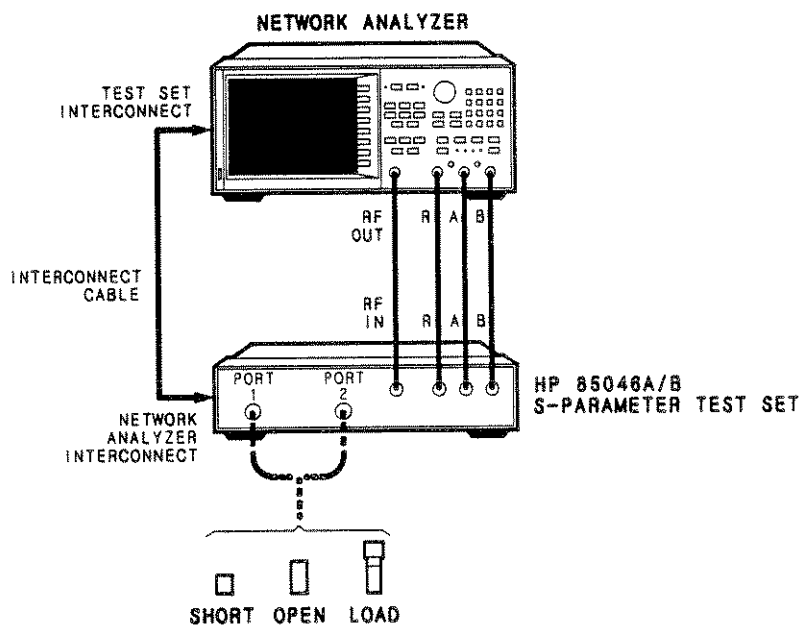 NETWORK ANALYZER
TEST SET
INTERCONNECT
RF
OUT
R
A
B
INTERCONNECT
CABLE
RF
IN
R
A
B
PORT
1
PORT
2
HP 85046A/B
S-PARAMETER TEST SET
NETWORK
ANALYZER
INTERCONNECT
SHORT
OPEN
LOAD